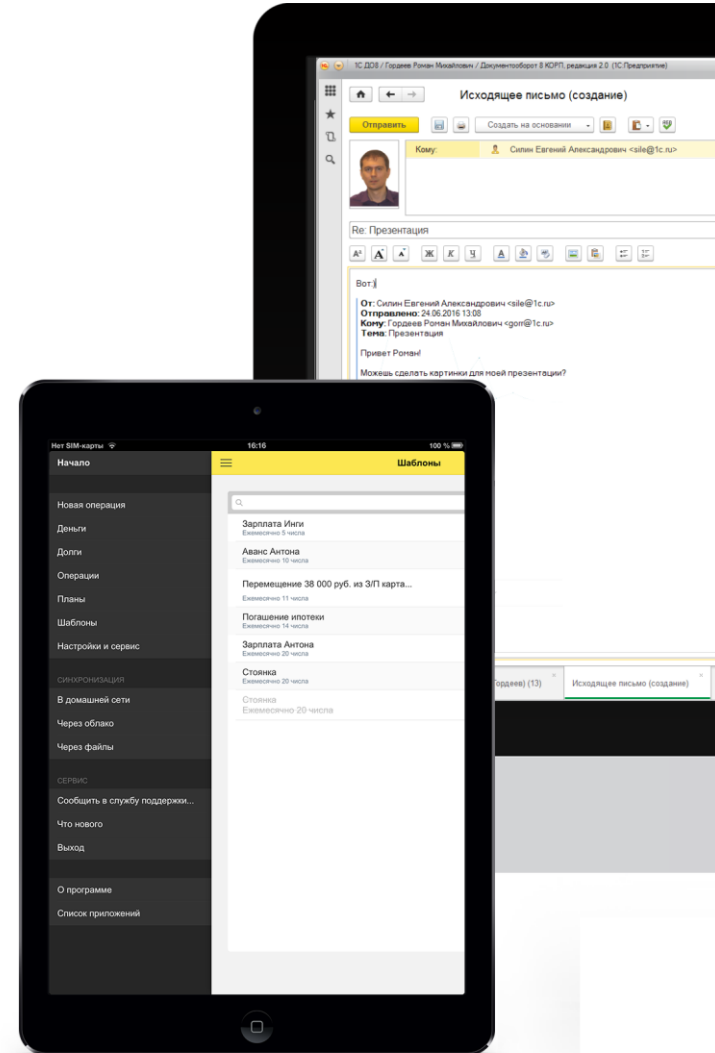 1С ДО8 / Гордеев Роман Михайлович / Документооборот 8 КОРП, редакция 2.0 (1С:Предприятие)
Исходящее письмо (создание)
Отправить
Создать на основании
Кому:
Силин Евгений Александрович <sile@1c.ru>
Re: Презентация
Ж К Ч
Вот:)
От: Силин Евгений Александрович <sile@1c.ru>
Отправлено: 24.06.2016 13:08
Кому: Гордеев Роман Михайлович <gorr@1c.ru>
Тема: Презентация
Привет Роман!
Можешь сделать картинки для моей презентации?
Гордеев) (13)
Исходящее письмо (создание)
Нет SIM-карты
16:16
100 %
Начало
Шаблоны
Новая операция
Деньги
Долги
Операции
Планы
Шаблоны
Настройки и сервис
СИНХРОНИЗАЦИЯ
В домашней сети
Через облако
Через файлы
СЕРВИС
Сообщить в службу поддержки...
Что нового
Выход
О программе
Список приложений
Зарплата Инги
Ежемесячно 5 числа
Аванс Антона
Ежемесячно 10 числа
Перемещение 38 000 руб. из З/П карта...
Ежемесячно 11 числа
Погашение ипотеки
Ежемесячно 14 числа
Зарплата Антона
Ежемесячно 20 числа
Стоянка
Ежемесячно 20 числа
Стоянка
Ежемесячно 20 числа